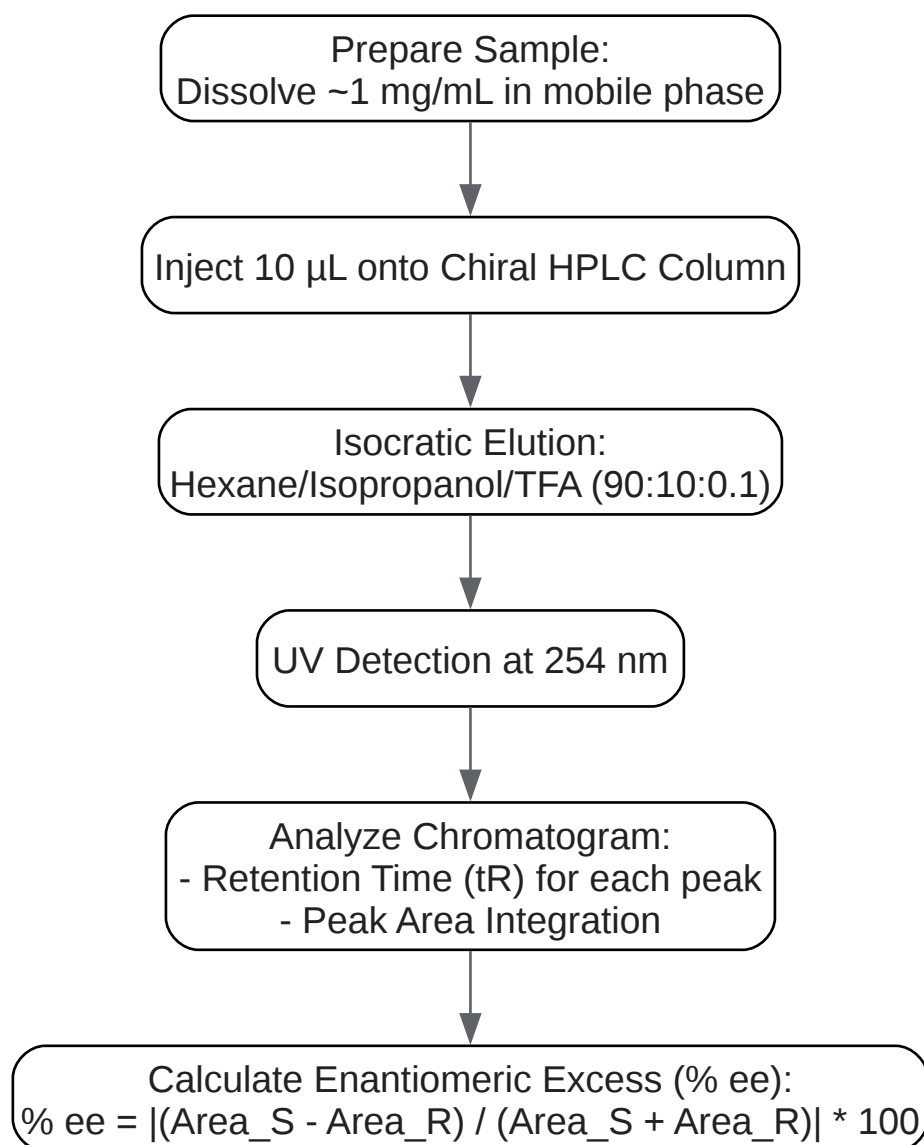 Prepare Sample:
Dissolve ~1 mg/mL in mobile phase
Inject 10 µL onto Chiral HPLC Column
Isocratic Elution:
Hexane/Isopropanol/TFA (90:10:0.1)
UV Detection at 254 nm
Analyze Chromatogram:
- Retention Time (tR) for each peak
- Peak Area Integration
Calculate Enantiomeric Excess (% ee):
% ee = |(Area_S - Area_R) / (Area_S + Area_R)| * 100